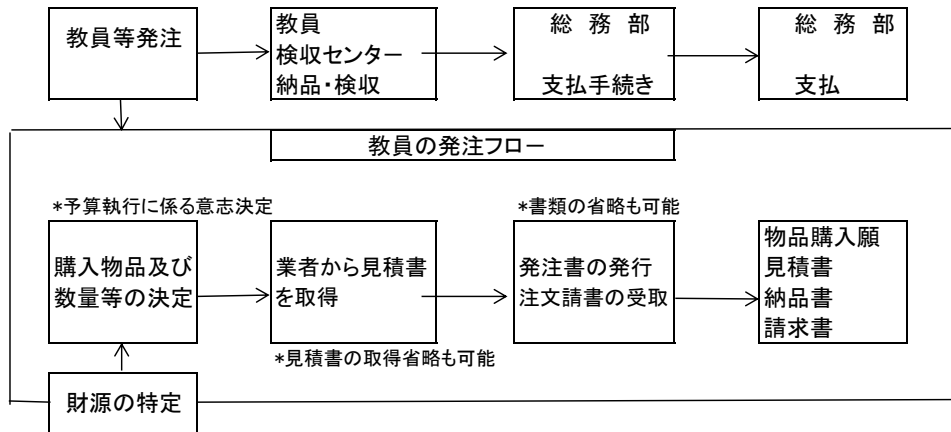 教員等発注
教員
検収センター
納品・検収
総 務 部
支払手続き
総 務 部
支払
教員の発注フロー
*予算執行に係る意志決定
購入物品及び
数量等の決定
業者から見積書
を取得
*見積書の取得省略も可能
*書類の省略も可能
発注書の発行
注文請書の受取
物品購入願
見積書
納品書
請求書
財源の特定